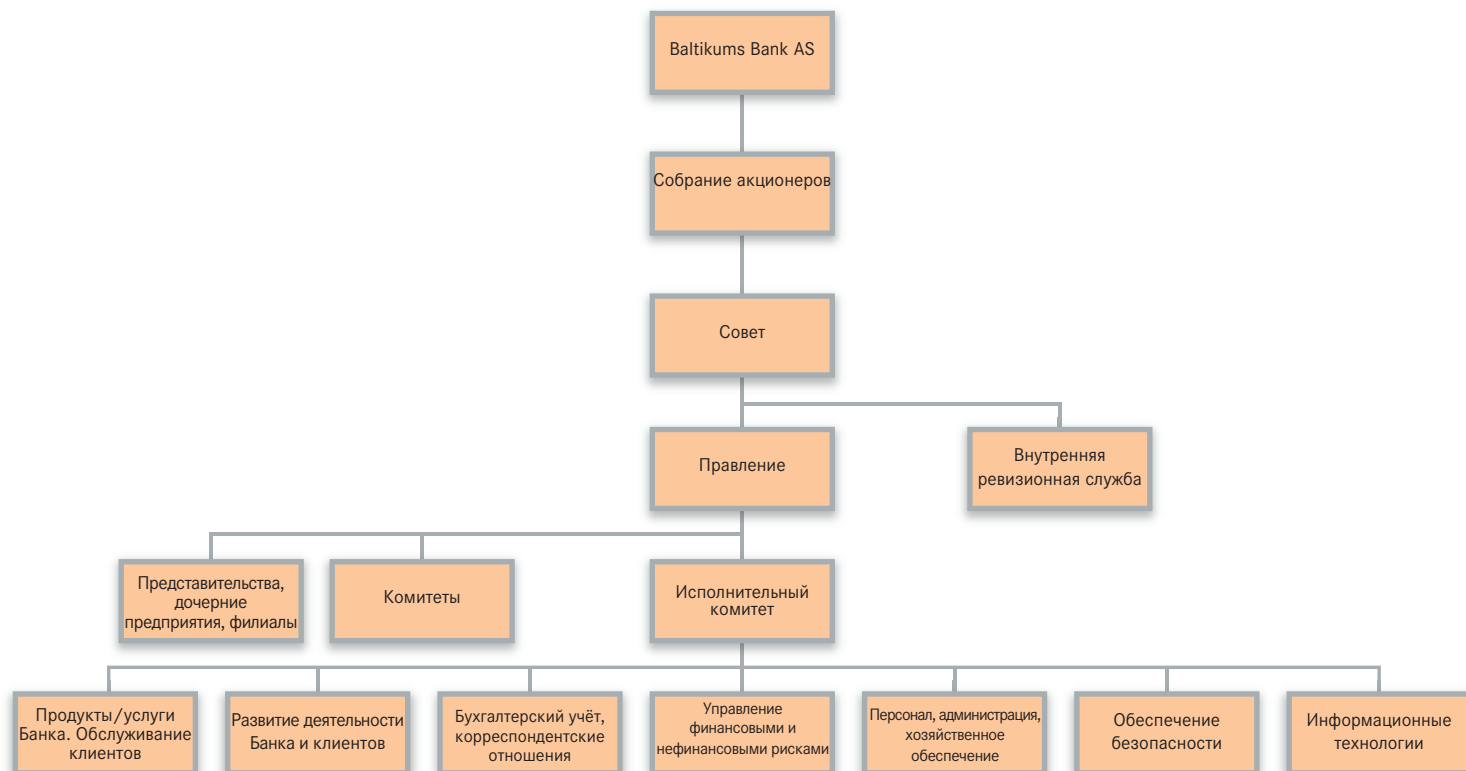 Baltikums Bank AS
Собрание акционеров
Совет
Правление
Внутренняя
ревизионная служба
Представительства,
дочерние
предприятия, филиалы
Комитеты
Исполнительный
комитет
Продукты/услуги
Банка. Обслуживание
клиентов
Развитие деятельности
Банка и клиентов
Бухгалтерский учёт,
корреспондентские
отношения
Управление
финансовыми и
нефинансовыми рисками
Персонал, администрация,
хозяйственное
обеспечение
Обеспечение
безопасности
Информационные
технологии